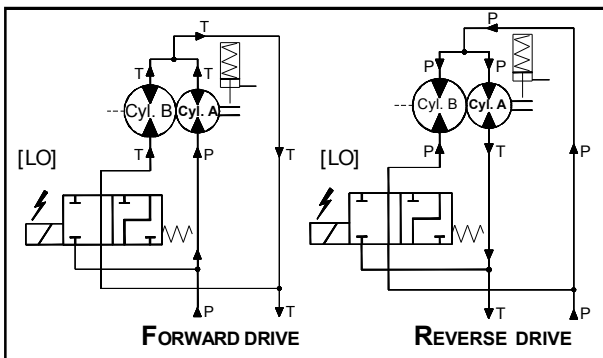 T
T T
Cyl. B Cyl. A
T P T
[LO]
P T
FORWARD DRIVE
P
P P
Cyl. B Cyl. A
P T P
[LO]
T P
REVERSE DRIVE